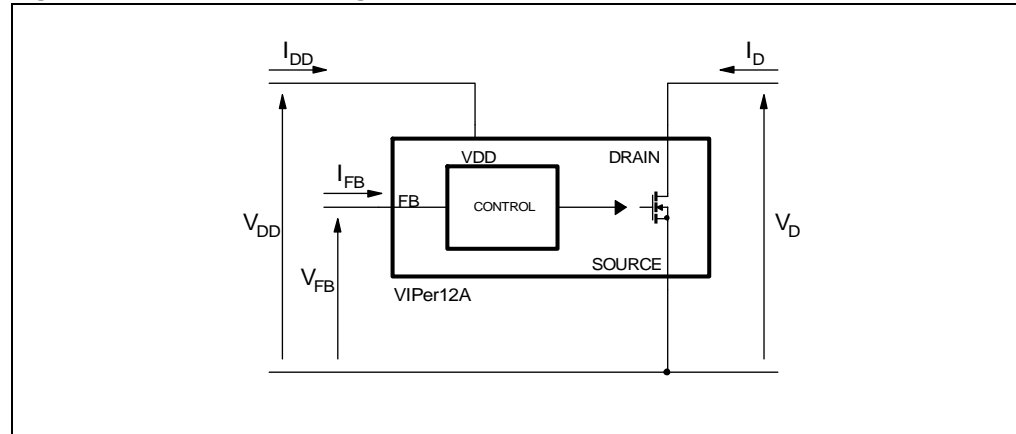 I_DD
I_D
VDD
DRAIN
I_FB
FB
CONTROL
V_DD
V_D
SOURCE
V_FB
VIPer12A